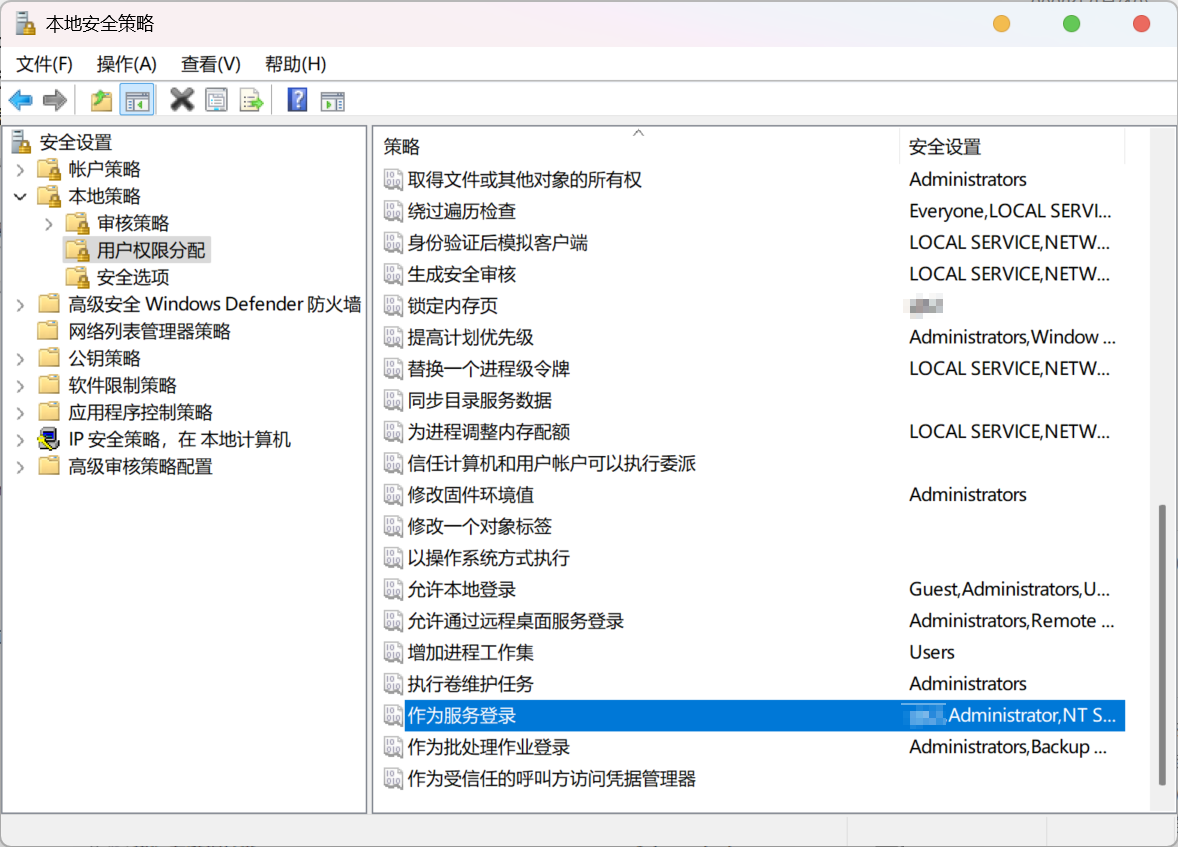 本地安全策略
文件(F) 操作(A) 查看(V) 帮助(H)
安全设置
帐户策略
本地策略
审核策略
用户权限分配
安全选项
高级安全 Windows Defender 防火墙
网络列表管理器策略
公钥策略
软件限制策略
应用程序控制策略
IP 安全策略，在 本地计算机
高级审核策略配置
策略 安全设置
取得文件或其他对象的所有权 Administrators
绕过遍历检查 Everyone,LOCAL SERVI...
身份验证后模拟客户端 LOCAL SERVICE,NETW...
生成安全审核 LOCAL SERVICE,NETW...
锁定内存页
提高计划优先级 Administrators,Window ...
替换一个进程级令牌 LOCAL SERVICE,NETW...
同步目录服务数据
为进程调整内存配额 LOCAL SERVICE,NETW...
信任计算机和用户帐户可以执行委派
修改固件环境值 Administrators
修改一个对象标签
以操作系统方式执行
允许本地登录 Guest,Administrators,U...
允许通过远程桌面服务登录 Administrators,Remote ...
增加进程工作集 Users
执行卷维护任务 Administrators
作为服务登录 ,Administrator,NT S...
作为批处理作业登录 Administrators,Backup ...
作为受信任的呼叫方访问凭据管理器